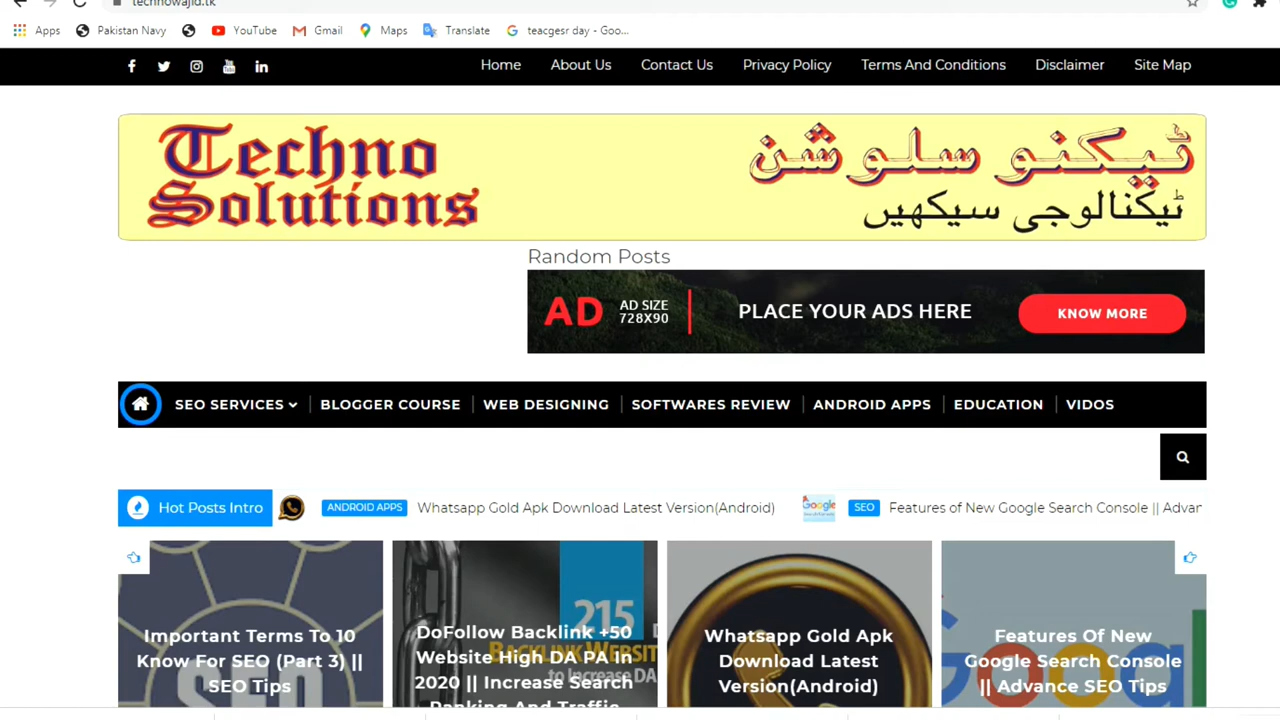 technowajid.tk
Apps Pakistan Navy YouTube Gmail Maps Translate teacgesr day - Goo...
Home About Us Contact Us Privacy Policy Terms And Conditions Disclaimer Site Map
Techno
Solutions
ٹیکنو سلوشن
ٹیکنالوجی سیکھیں
Random Posts
AD AD SIZE
728X90
PLACE YOUR ADS HERE
KNOW MORE
SEO SERVICES BLOGGER COURSE WEB DESIGNING SOFTWARES REVIEW ANDROID APPS EDUCATION VIDOS
Hot Posts Intro ANDROID APPS Whatsapp Gold Apk Download Latest Version(Android) Google SEO Features of New Google Search Console || Advan
215
Important Terms To 10
Know For SEO (Part 3) ||
SEO Tips
DoFollow Backlink +50
Website High DA PA In
2020 || Increase Search
Ranking And Traffic
Whatsapp Gold Apk
Download Latest
Version(Android)
Features Of New
Google Search Console
|| Advance SEO Tips